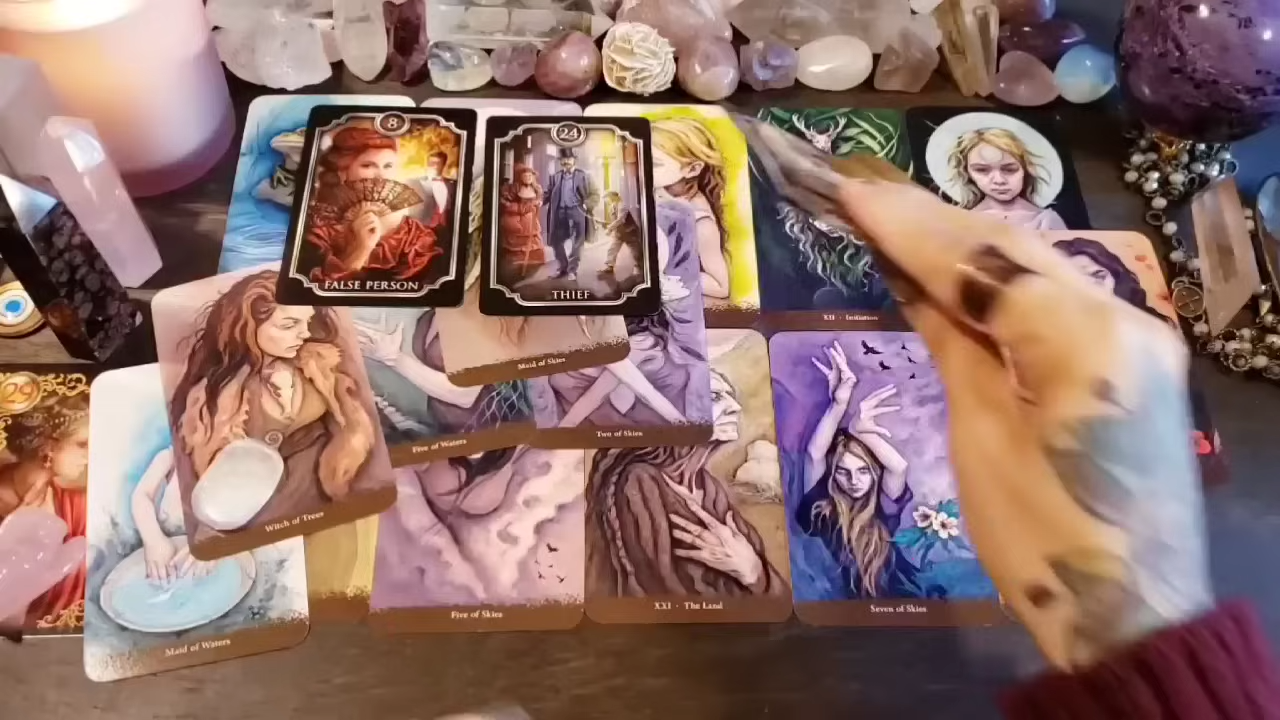 8
24
FALSE PERSON
THIEF
XII · Initiation
Maid of Skies
29
Five of Waters
Two of Skies
Witch of Trees
Five of Skies
XXI · The Land
Seven of Skies
Maid of Waters